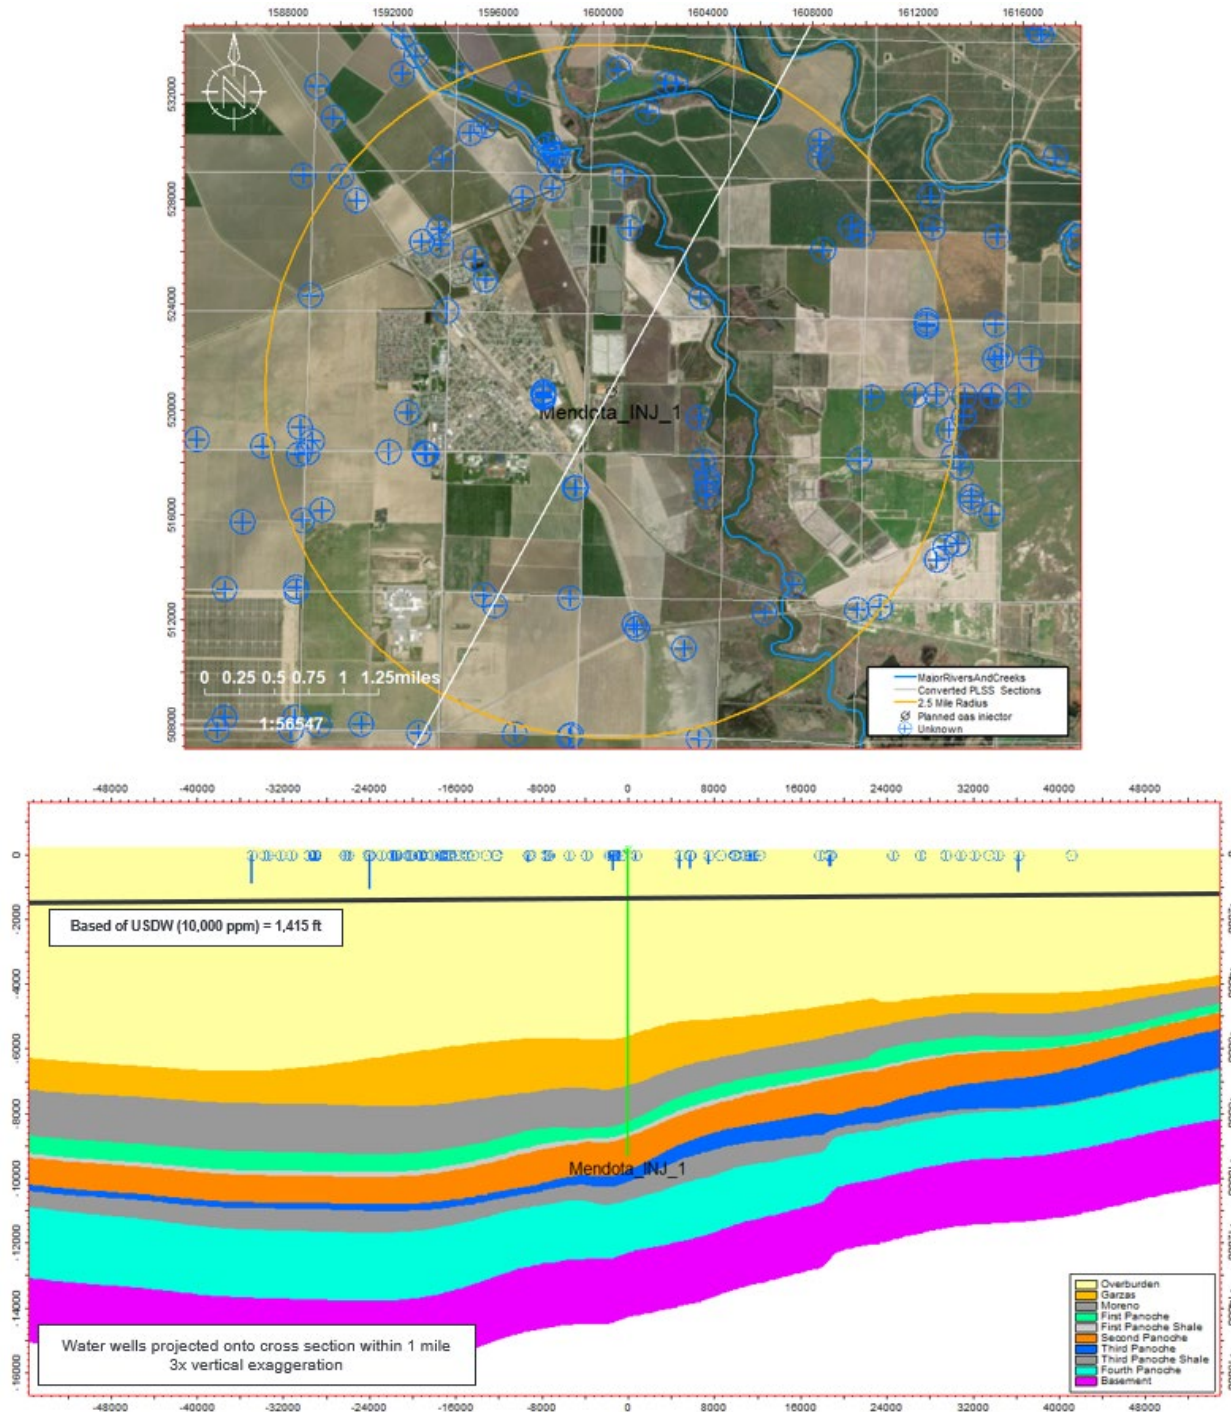 1588000 1592000 1596000 1600000 1604000 1608000 1612000 1616000
532000
528000
524000
520000
516000
512000
508000
N
Mendota_INJ_1
0 0.25 0.5 0.75 1 1.25miles
1:56547
MajorRiversAndCreeks
Converted PLSS Sections
2.5 Mile Radius
Planned gas injector
Unknown
-48000 -40000 -32000 -24000 -16000 -8000 0 8000 16000 24000 32000 40000 48000
0
-2000
-4000
-6000
-8000
-10000
-12000
-14000
-16000
Based of USDW (10,000 ppm) = 1,415 ft
Mendota_INJ_1
Water wells projected onto cross section within 1 mile
3x vertical exaggeration
Overburden
Garzas
Moreno
First Panoche
First Panoche Shale
Second Panoche
Third Panoche
Third Panoche Shale
Fourth Panoche
Basement
-48000 -40000 -32000 -24000 -16000 -8000 0 8000 16000 24000 32000 40000 48000